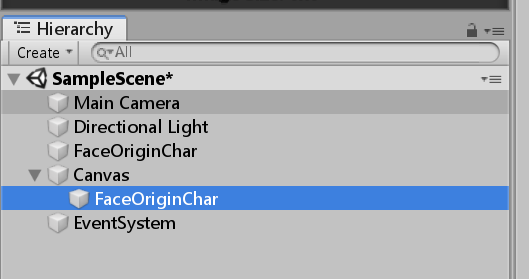 Hierarchy
Create All
SampleScene*
Main Camera
Directional Light
FaceOriginChar
Canvas
FaceOriginChar
EventSystem